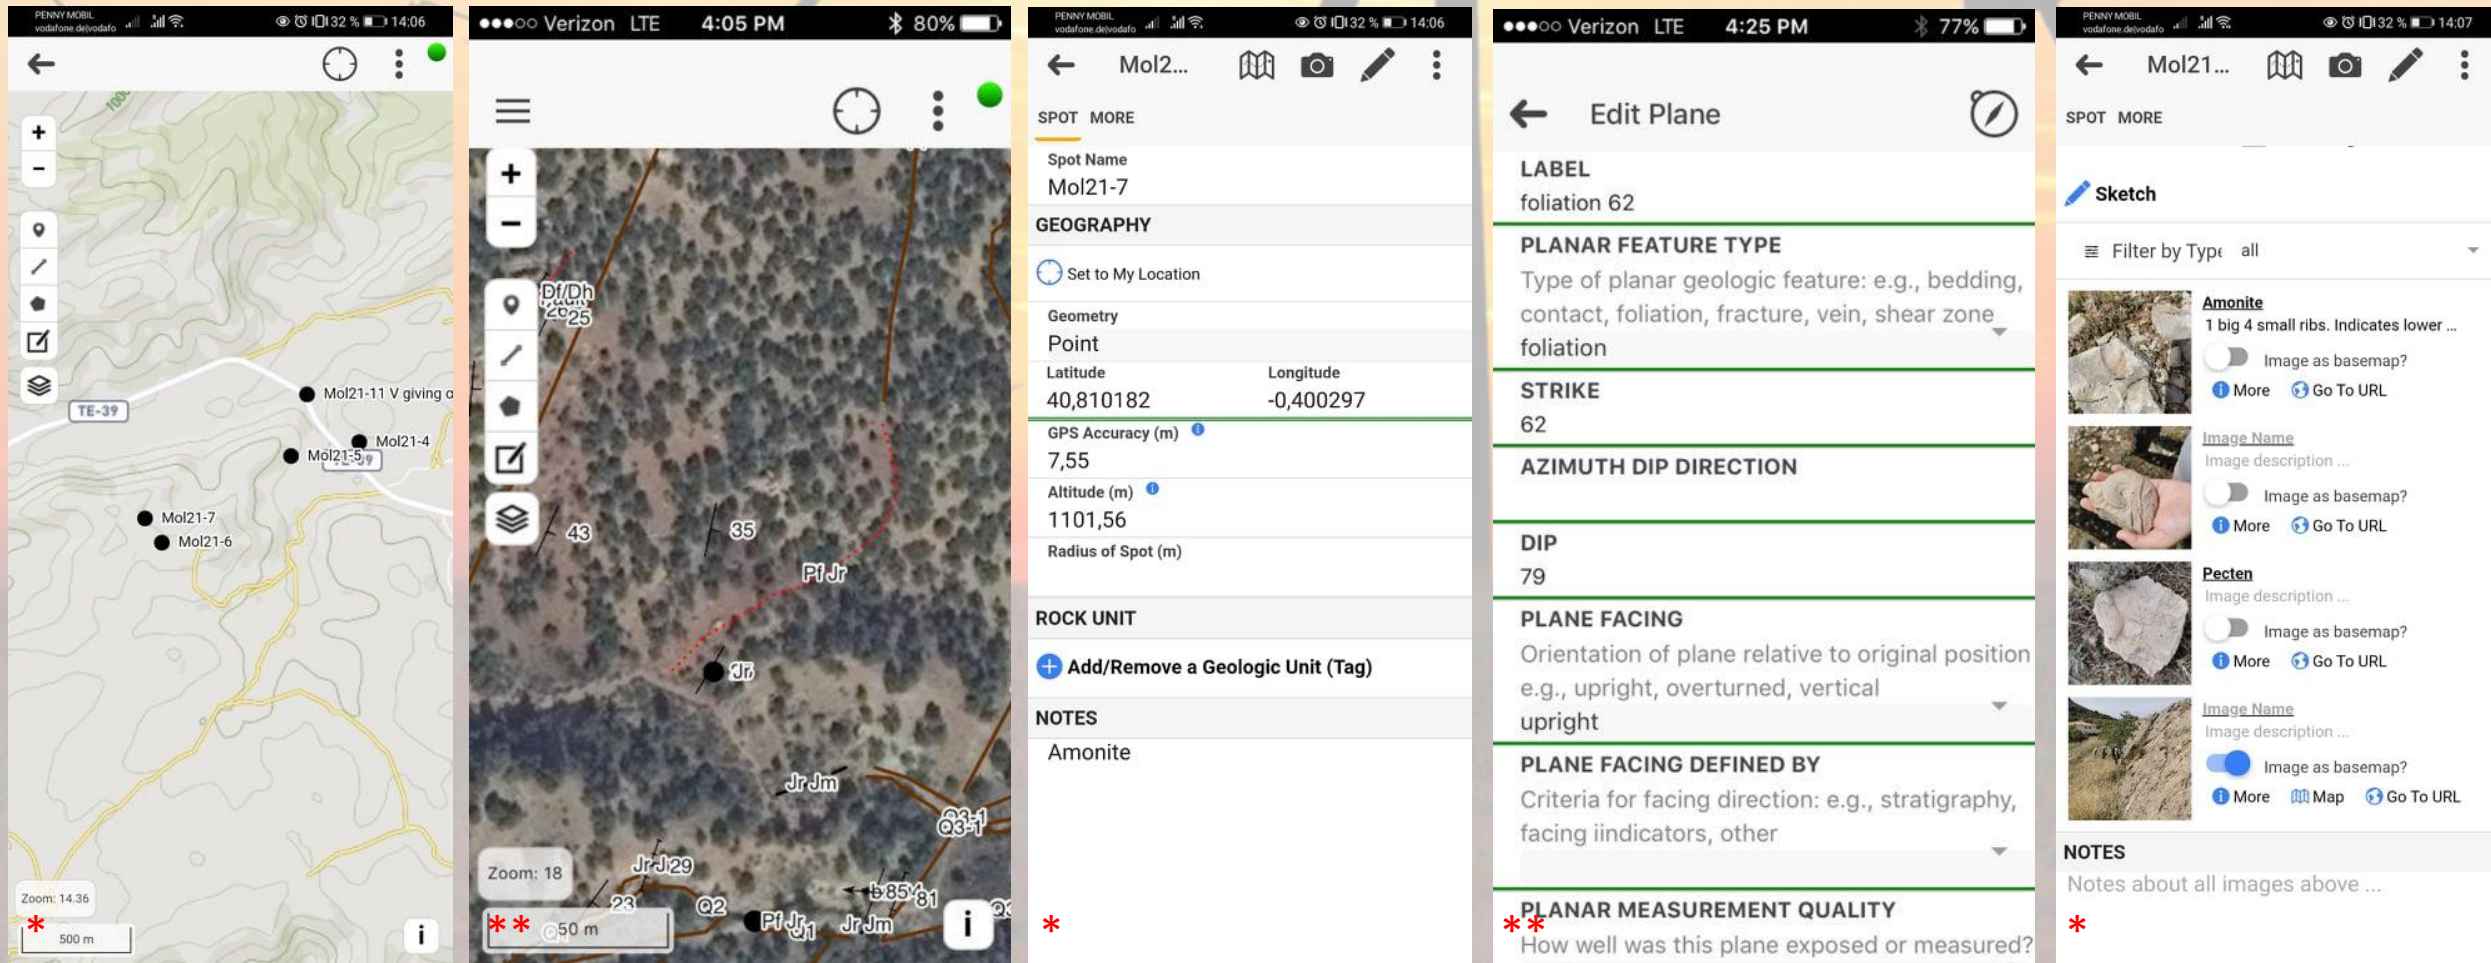 PENNY MOBIL
vodafone.de|vodafo
32 % 14:06
+
−
TE-39
Mol21-11 V giving o
Mol21-4
Mol21-5
Mol21-7
Mol21-6
Zoom: 14.36
*
500 m
i
Verizon LTE 4:05 PM 80%
+
−
Df/Dh
25
43
35
Pf Jr
Jr Jm
Zoom: 18
29
23
Q2
85
81
**
50 m
Pf Jr
Q1
Jr Jm
i
PENNY MOBIL
vodafone.de|vodafo
32 % 14:06
Mol2...
SPOT MORE
Spot Name
Mol21-7
GEOGRAPHY
Set to My Location
Geometry
Point
Latitude Longitude
40,810182 -0,400297
GPS Accuracy (m)
7,55
Altitude (m)
1101,56
Radius of Spot (m)
ROCK UNIT
Add/Remove a Geologic Unit (Tag)
NOTES
Amonite
*
Verizon LTE 4:25 PM 77%
Edit Plane
LABEL
foliation 62
PLANAR FEATURE TYPE
Type of planar geologic feature: e.g., bedding,
contact, foliation, fracture, vein, shear zone
foliation
STRIKE
62
AZIMUTH DIP DIRECTION
DIP
79
PLANE FACING
Orientation of plane relative to original position
e.g., upright, overturned, vertical
upright
PLANE FACING DEFINED BY
Criteria for facing direction: e.g., stratigraphy,
facing iindicators, other
PLANAR MEASUREMENT QUALITY
**
How well was this plane exposed or measured?
PENNY MOBIL
vodafone.de|vodafo
32 % 14:07
Mol21...
SPOT MORE
Sketch
Filter by Type all
Amonite
1 big 4 small ribs. Indicates lower ...
Image as basemap?
More Go To URL
Image Name
Image description ...
Image as basemap?
More Go To URL
Pecten
Image description ...
Image as basemap?
More Go To URL
Image Name
Image description ...
Image as basemap?
More Map Go To URL
NOTES
Notes about all images above ...
*